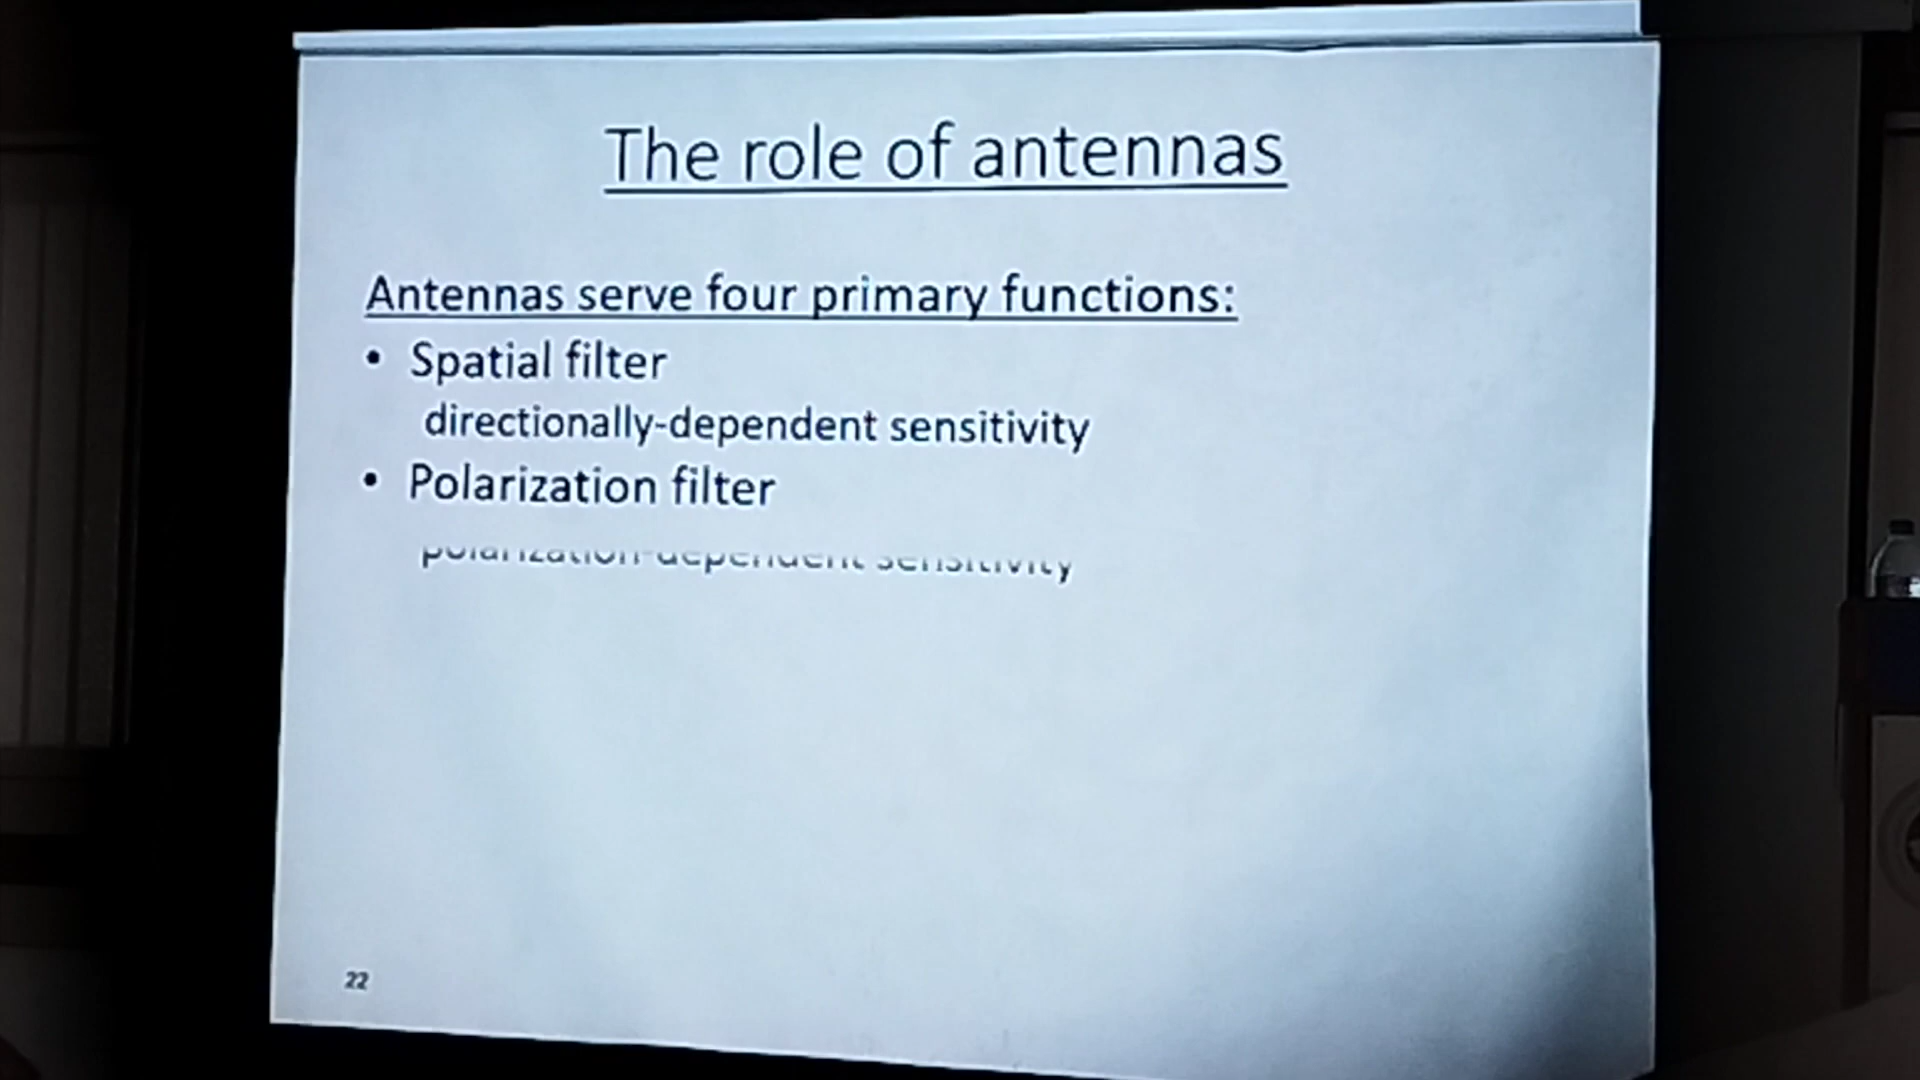 The role of antennas
Antennas serve four primary functions:
• Spatial filter
directionally-dependent sensitivity
• Polarization filter
polarization-dependent sensitivity
22